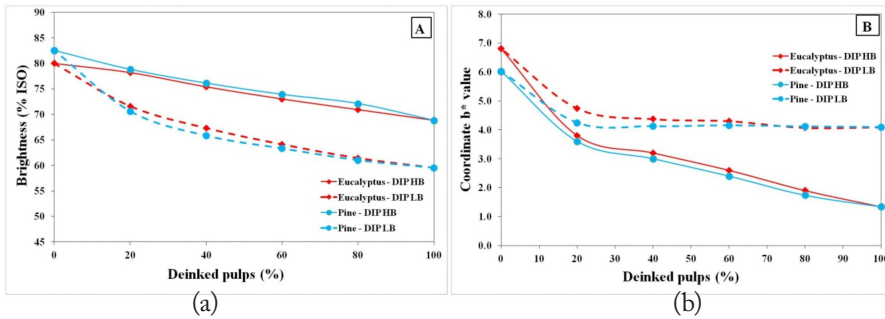 A
Brightness (% ISO)
90
85
80
75
70
65
60
55
50
45
Eucalyptus - DIP HB
Eucalyptus - DIP LB
Pine - DIP HB
Pine - DIP LB
0 20 40 60 80 100
Deinked pulps (%)
(a)
B
Coordinate b* value
8.0
7.0
6.0
5.0
4.0
3.0
2.0
1.0
0.0
Eucalyptus - DIP HB
Eucalyptus - DIP LB
Pine - DIP HB
Pine - DIP LB
0 10 20 30 40 50 60 70 80 90 100
Deinked pulps (%)
(b)